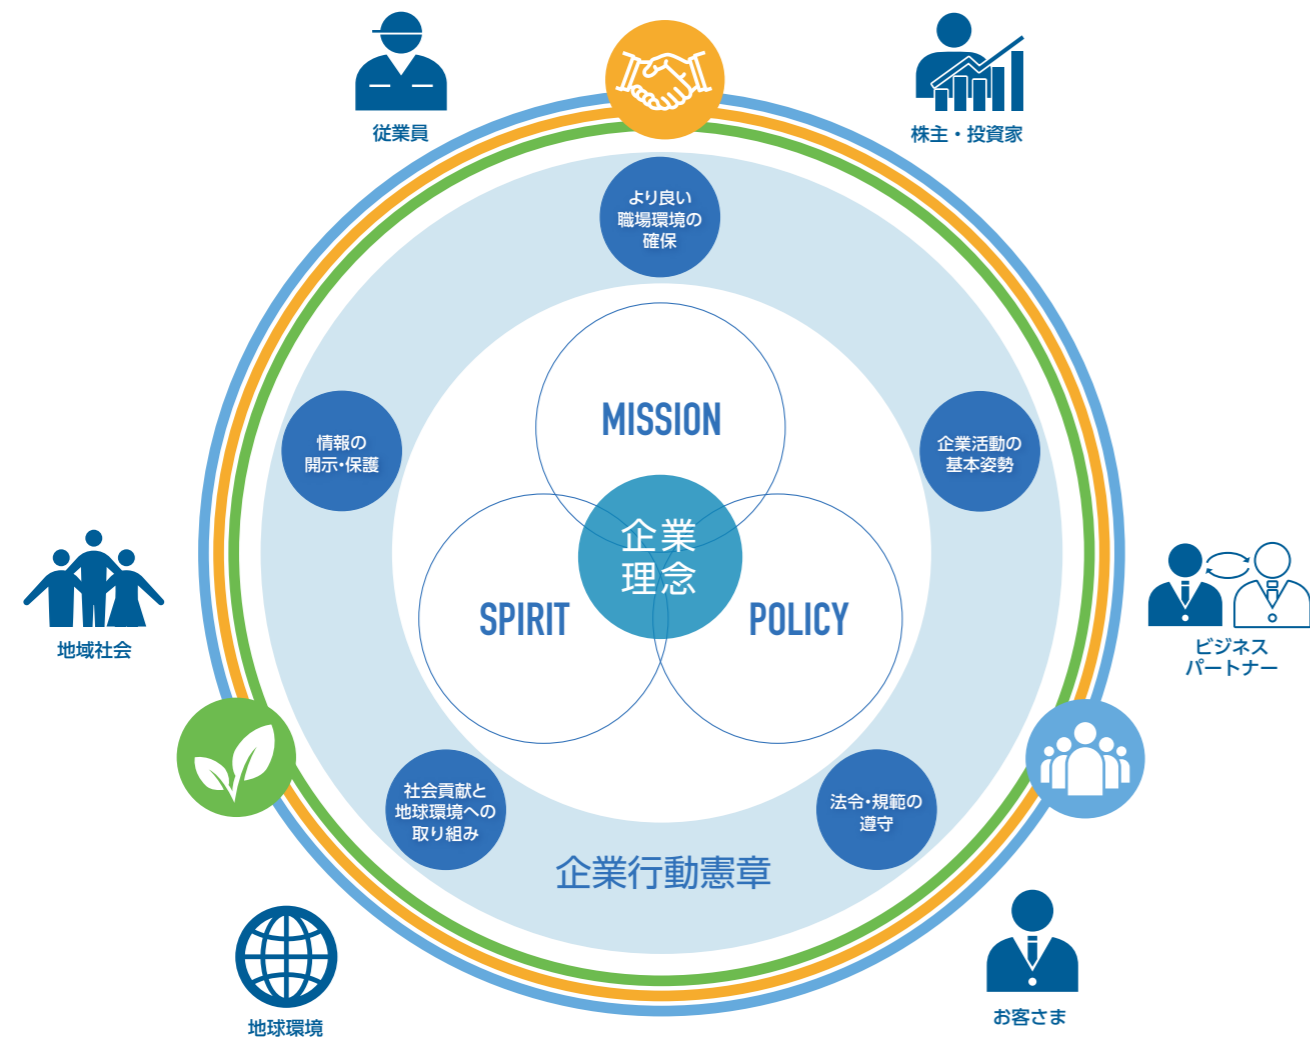 従業員
株主・投資家
より良い
職場環境の
確保
情報の
開示・保護
企業活動の
基本姿勢
MISSION
企業
理念
SPIRIT
POLICY
地域社会
ビジネス
パートナー
社会貢献と
地球環境への
取り組み
法令・規範の
遵守
企業行動憲章
地球環境
お客さま